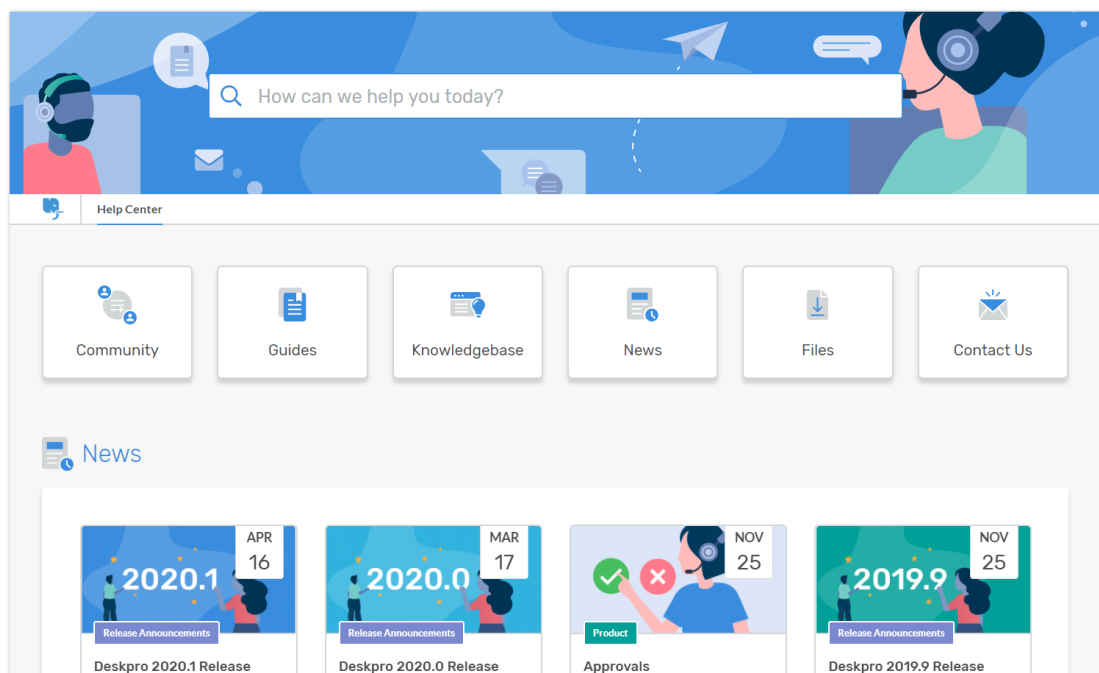 How can we help you today?
Help Center
Community
Guides
Knowledgebase
News
Files
Contact Us
News
APR
16
2020.1
Release Announcements
Deskpro 2020.1 Release
MAR
17
2020.0
Release Announcements
Deskpro 2020.0 Release
NOV
25
Product
Approvals
NOV
25
2019.9
Release Announcements
Deskpro 2019.9 Release